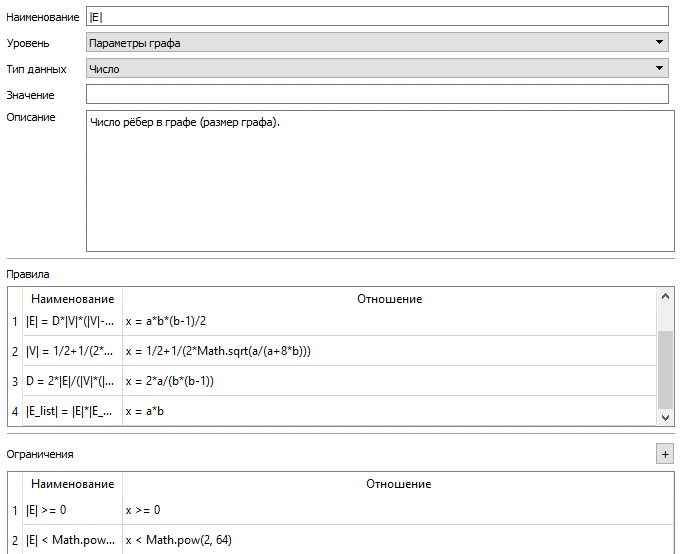 Наименование |E|
Уровень Параметры графа
Тип данных Число
Значение
Описание Число рёбер в графе (размер графа).
Правила
Наименование Отношение
1 |E| = D*|V|*(|V|-... x = a*b*(b-1)/2
2 |V| = 1/2+1/(2*... x = 1/2+1/(2*Math.sqrt(a/(a+8*b)))
3 D = 2*|E|/(|V|*(|... x = 2*a/(b*(b-1))
4 |E_list| = |E|*|E_... x = a*b
Ограничения +
Наименование Отношение
1 |E| >= 0 x >= 0
2 |E| < Math.pow... x < Math.pow(2, 64)